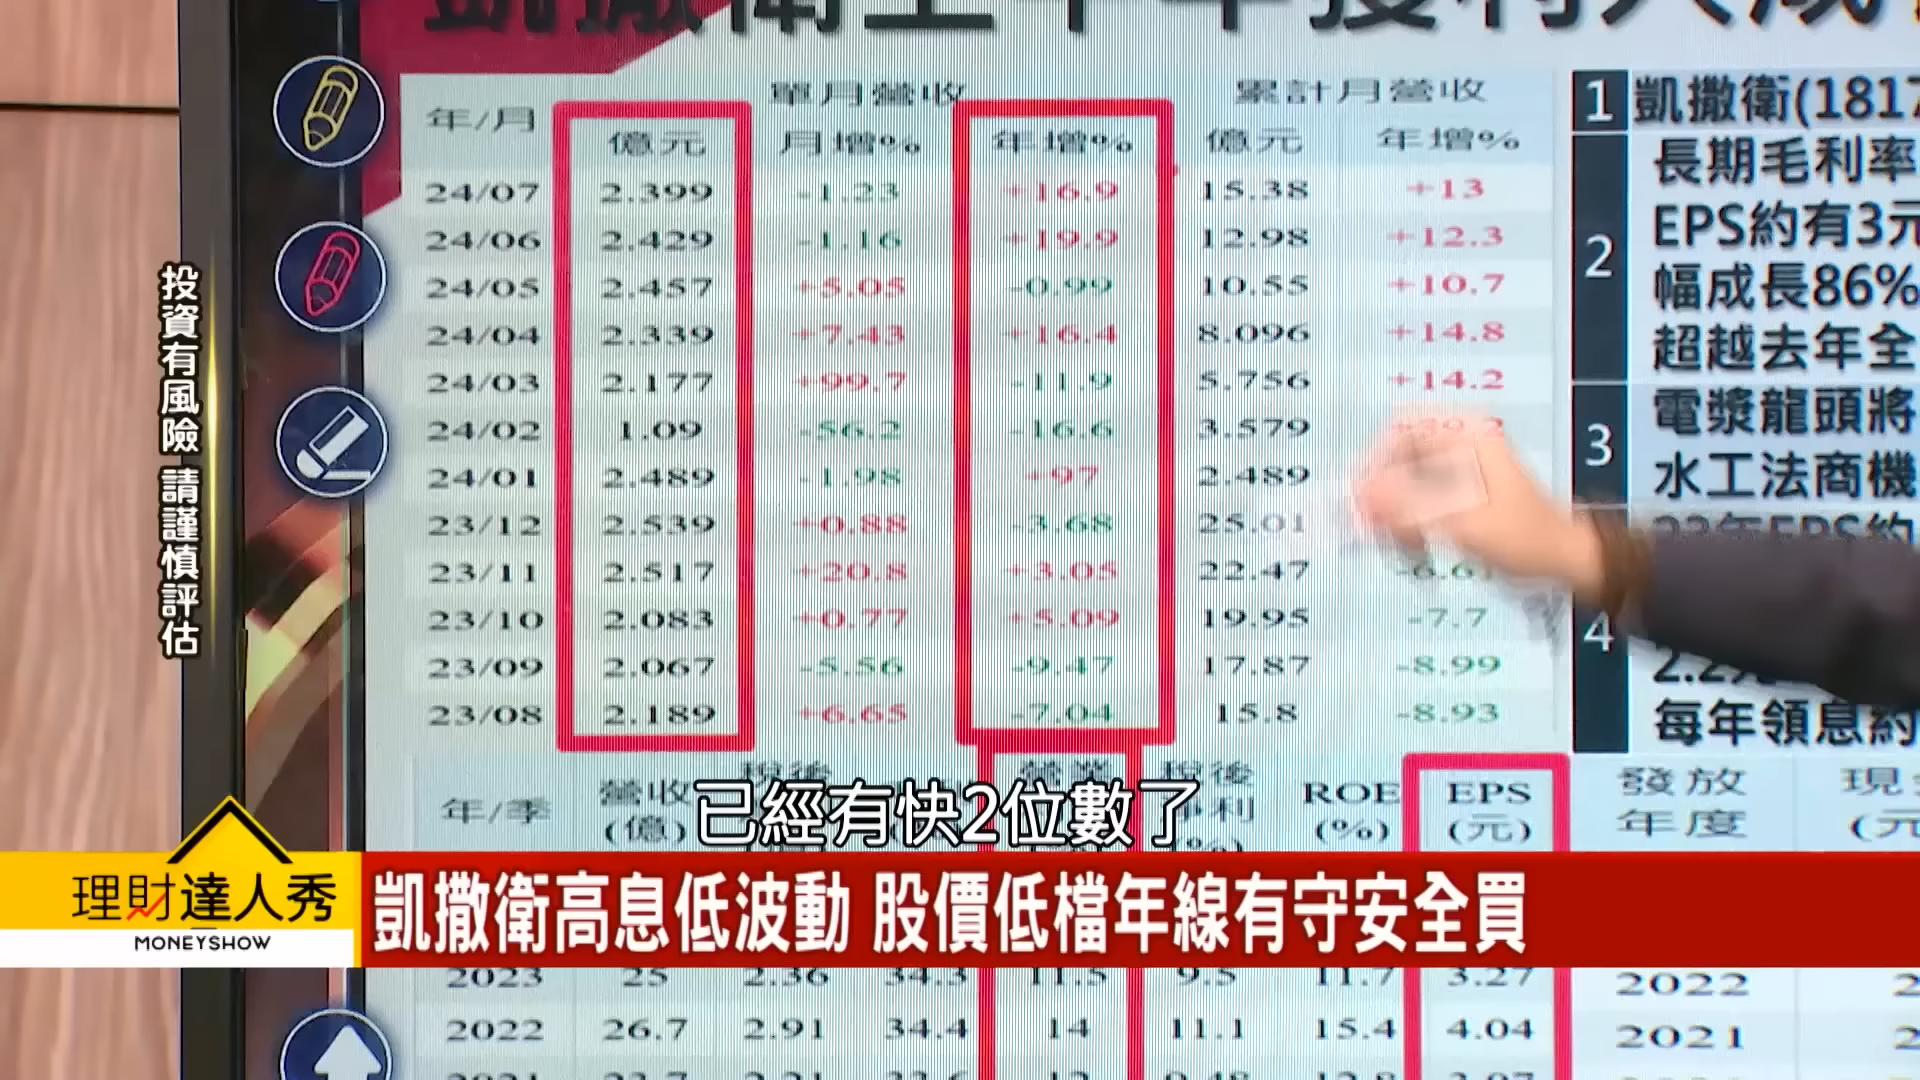 投資有風險 請謹慎評估
單月營收 累計月營收
年/月 億元 月增% 年增% 億元 年增%
24/07 2.399 -1.23 +16.9 15.38 +13
24/06 2.429 -1.16 +19.9 12.98 +12.3
24/05 2.457 +5.05 -0.99 10.55 +10.7
24/04 2.339 +7.43 +16.4 8.096 +14.8
24/03 2.177 +99.7 -11.9 5.756 +14.2
24/02 1.09 -56.2 -16.6 3.579
24/01 2.489 -1.98 +97 2.489
23/12 2.539 +0.88 -3.68 25.01
23/11 2.517 +20.8 +3.05 22.47
23/10 2.083 +0.77 +5.09 19.95 -7.7
23/09 2.067 -5.56 -9.47 17.87 -8.99
23/08 2.189 +6.65 -7.04 15.8 -8.93
1 凱撒衛(1817
2 長期毛利率
EPS約有3元
幅成長86%
超越去年全
3 電漿龍頭將
水工法商機
4
每年領息約
年/季 營收(億) 稅後 營業 稅後 ROE(%) EPS(元) 發放年度
已經有快2位數了
理財達人秀
MONEYSHOW
凱撒衛高息低波動 股價低檔年線有守安全買
2023 25 2.36 34.3 11.5 9.5 11.7 3.27 2022
2022 26.7 2.91 34.4 14 11.1 15.4 4.04 2021